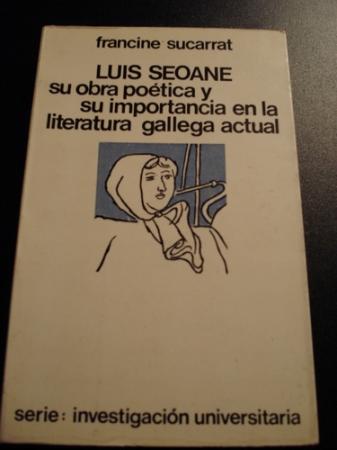 francine sucarrat
LUIS SEOANE
su obra poética y
su importancia en la
literatura gallega actual
serie: investigación universitaria